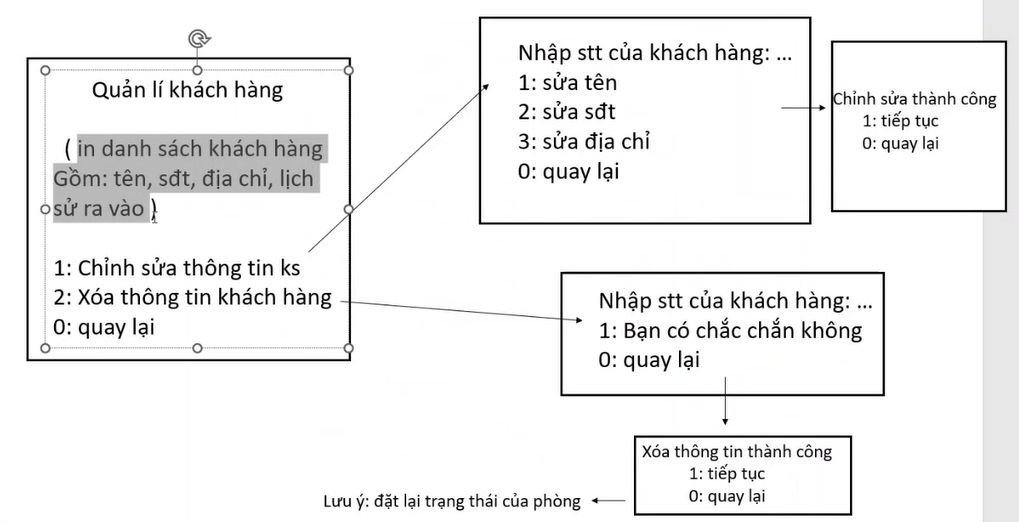 Quản lí khách hàng
( in danh sách khách hàng
Gồm: tên, sđt, địa chỉ, lịch
sử ra vào )
1: Chỉnh sửa thông tin ks
2: Xóa thông tin khách hàng
0: quay lại
Nhập stt của khách hàng: ...
1: sửa tên
2: sửa sđt
3: sửa địa chỉ
0: quay lại
Chỉnh sửa thành công
1: tiếp tục
0: quay lại
Nhập stt của khách hàng: ...
1: Bạn có chắc chắn không
0: quay lại
Xóa thông tin thành công
1: tiếp tục
0: quay lại
Lưu ý: đặt lại trạng thái của phòng